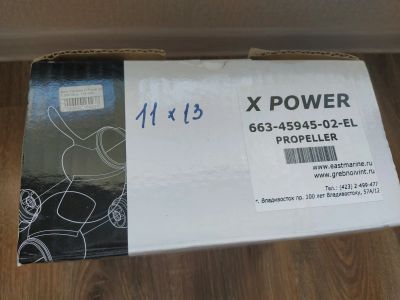 11 x 13
X POWER
663-45945-02-EL
PROPELLER
www.eastmarine.ru
www.grebnoivint.ru
Тел.: (423) 2-499-477
г. Владивосток пр. 100 лет Владивостоку, 57А/12